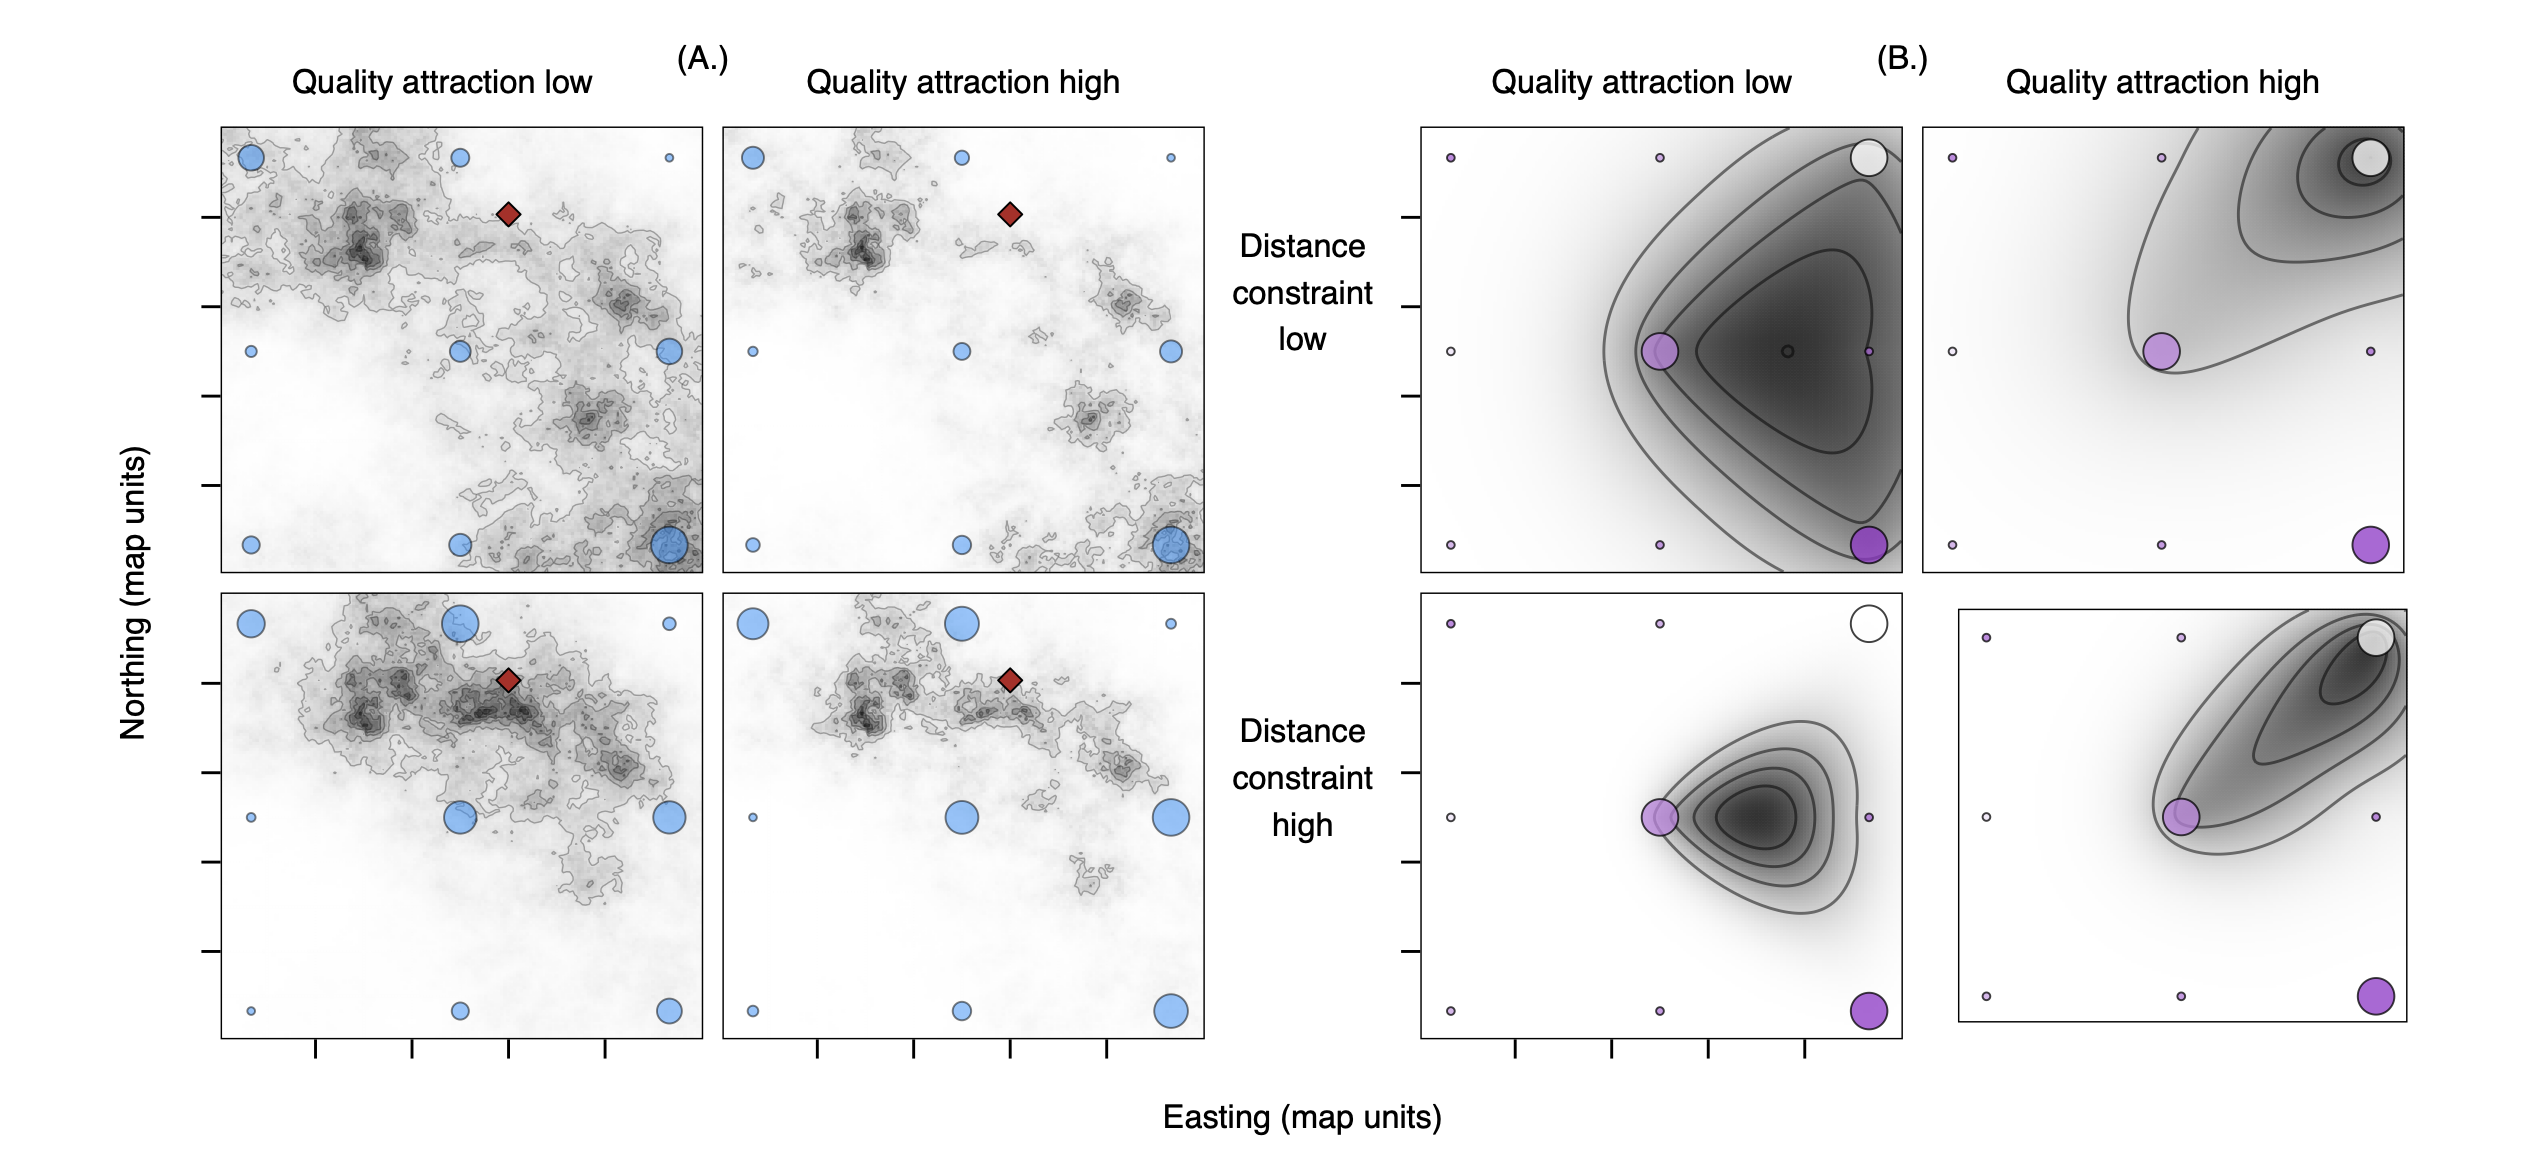 (A.)
(B.)
Quality attraction low
Quality attraction high
Quality attraction low
Quality attraction high
Distance
constraint
low
Northing (map units)
Distance
constraint
high
Easting (map units)